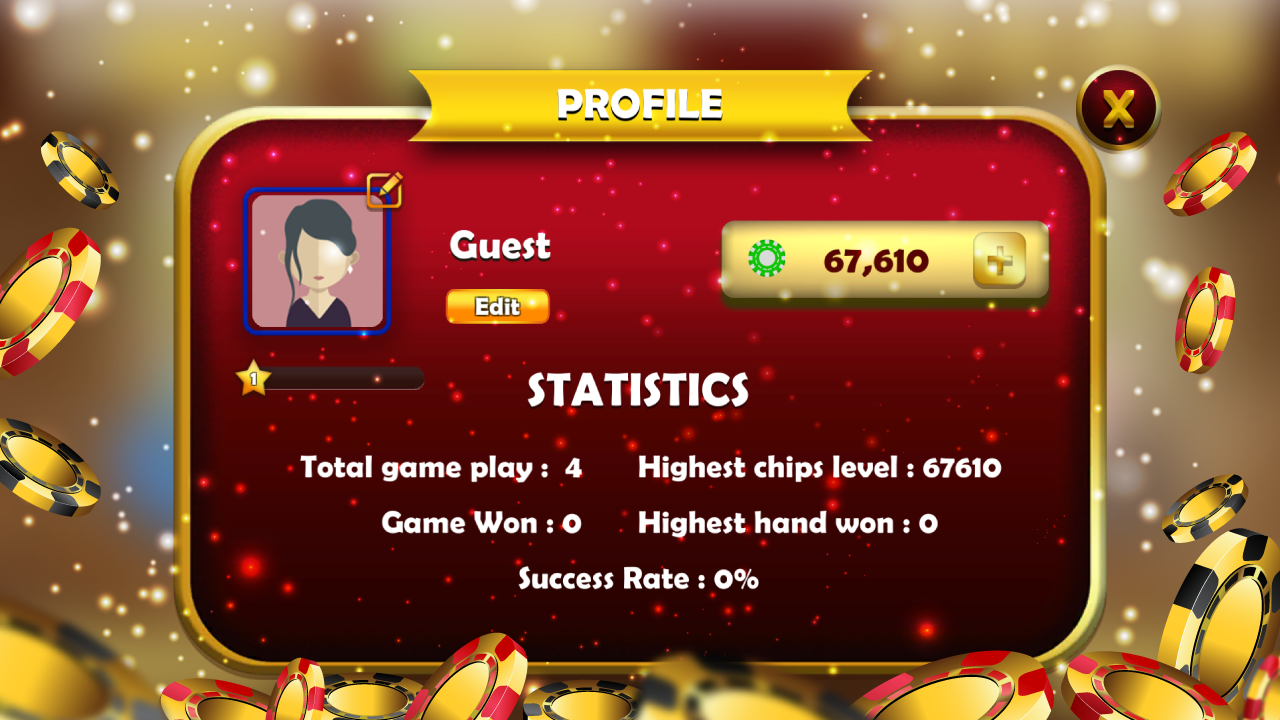 PROFILE
X
Guest
67,610
Edit
1
STATISTICS
Total game play : 4
Highest chips level : 67610
Game Won : 0
Highest hand won : 0
Success Rate : 0%